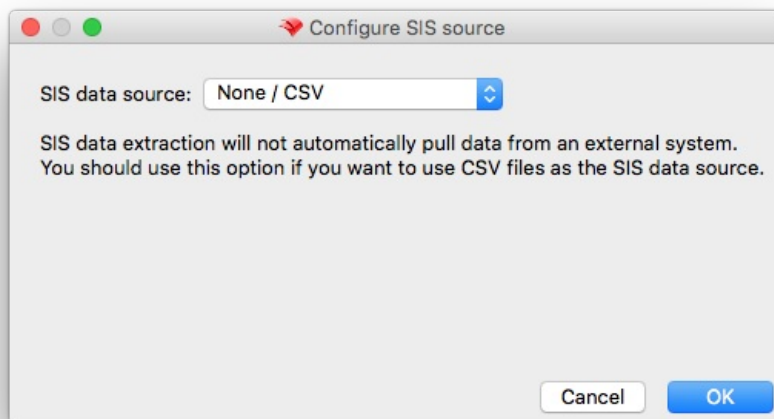 Configure SIS source
SIS data source: None / CSV
SIS data extraction will not automatically pull data from an external system.
You should use this option if you want to use CSV files as the SIS data source.
Cancel OK